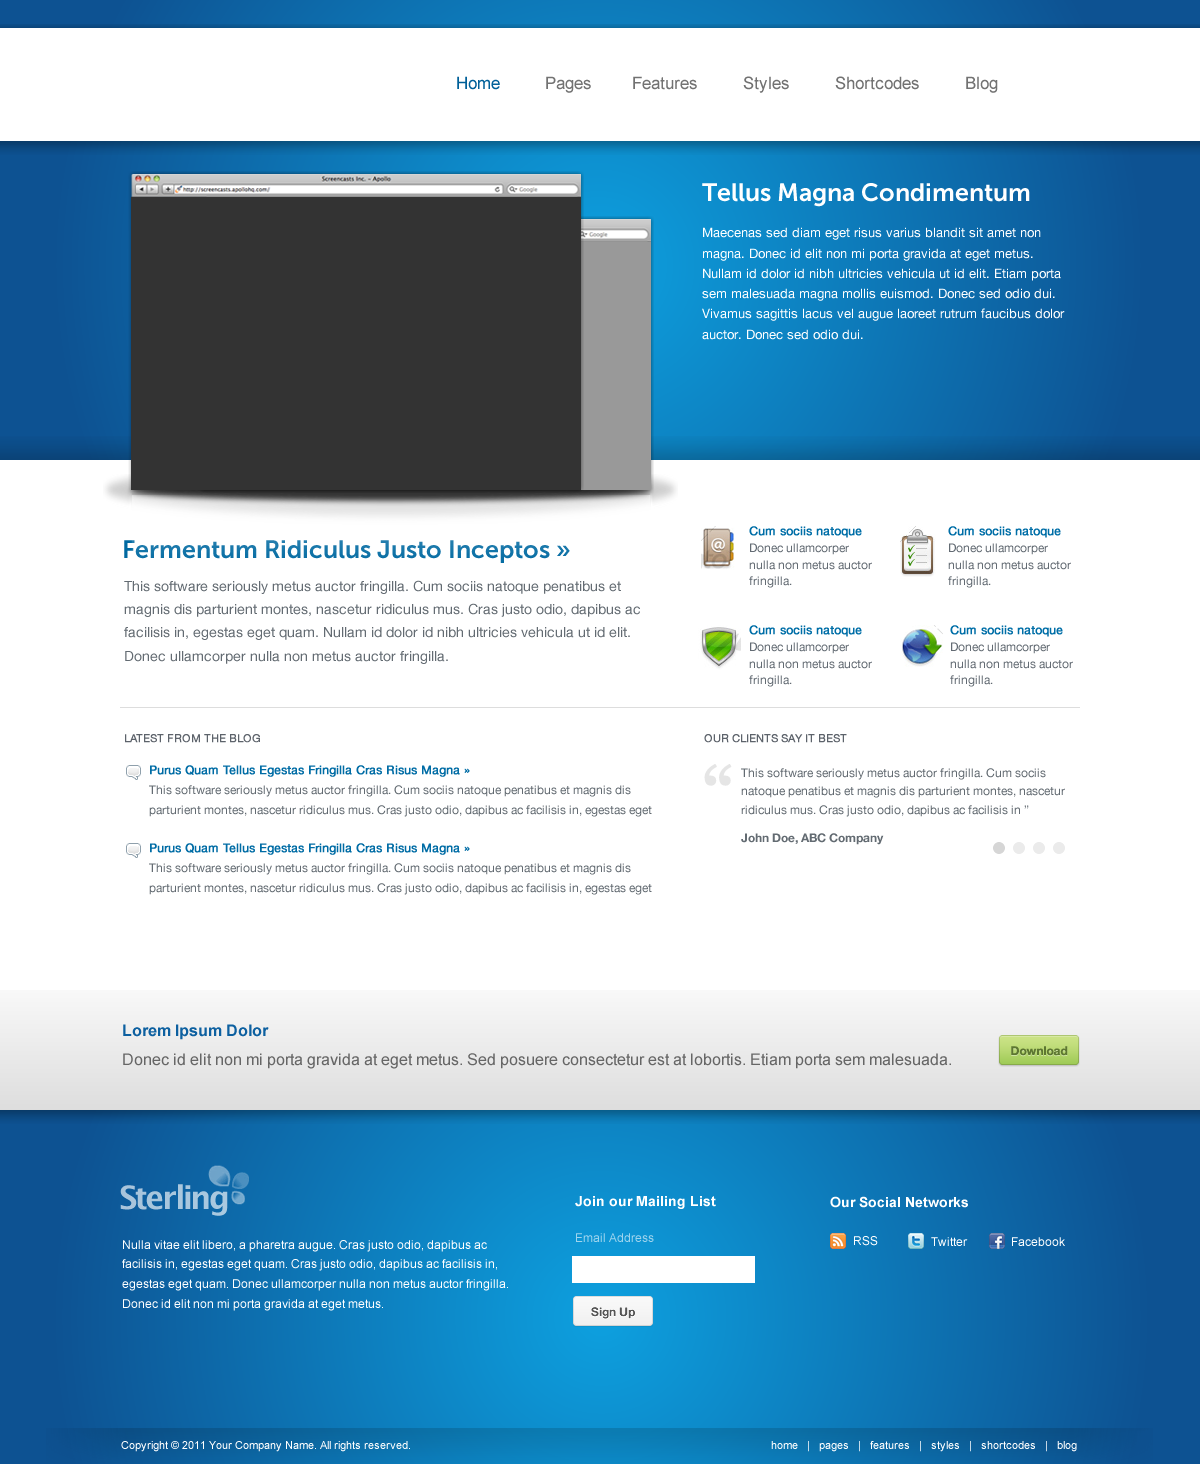 Home Pages Features Styles Shortcodes Blog
Screencasts Inc. – Apollo
http://screencasts.apollohq.com/
Google
Google
Tellus Magna Condimentum
Maecenas sed diam eget risus varius blandit sit amet non
magna. Donec id elit non mi porta gravida at eget metus.
Nullam id dolor id nibh ultricies vehicula ut id elit. Etiam porta
sem malesuada magna mollis euismod. Donec sed odio dui.
Vivamus sagittis lacus vel augue laoreet rutrum faucibus dolor
auctor. Donec sed odio dui.
Fermentum Ridiculus Justo Inceptos »
This software seriously metus auctor fringilla. Cum sociis natoque penatibus et
magnis dis parturient montes, nascetur ridiculus mus. Cras justo odio, dapibus ac
facilisis in, egestas eget quam. Nullam id dolor id nibh ultricies vehicula ut id elit.
Donec ullamcorper nulla non metus auctor fringilla.
@
Cum sociis natoque
Donec ullamcorper
nulla non metus auctor
fringilla.
Cum sociis natoque
Donec ullamcorper
nulla non metus auctor
fringilla.
Cum sociis natoque
Donec ullamcorper
nulla non metus auctor
fringilla.
Cum sociis natoque
Donec ullamcorper
nulla non metus auctor
fringilla.
LATEST FROM THE BLOG
Purus Quam Tellus Egestas Fringilla Cras Risus Magna »
This software seriously metus auctor fringilla. Cum sociis natoque penatibus et magnis dis
parturient montes, nascetur ridiculus mus. Cras justo odio, dapibus ac facilisis in, egestas eget
Purus Quam Tellus Egestas Fringilla Cras Risus Magna »
This software seriously metus auctor fringilla. Cum sociis natoque penatibus et magnis dis
parturient montes, nascetur ridiculus mus. Cras justo odio, dapibus ac facilisis in, egestas eget
OUR CLIENTS SAY IT BEST
“ This software seriously metus auctor fringilla. Cum sociis
natoque penatibus et magnis dis parturient montes, nascetur
ridiculus mus. Cras justo odio, dapibus ac facilisis in ”
John Doe, ABC Company
Lorem Ipsum Dolor
Donec id elit non mi porta gravida at eget metus. Sed posuere consectetur est at lobortis. Etiam porta sem malesuada.
Download
Sterling
Nulla vitae elit libero, a pharetra augue. Cras justo odio, dapibus ac
facilisis in, egestas eget quam. Cras justo odio, dapibus ac facilisis in,
egestas eget quam. Donec ullamcorper nulla non metus auctor fringilla.
Donec id elit non mi porta gravida at eget metus.
Join our Mailing List
Email Address
Sign Up
Our Social Networks
RSS Twitter Facebook
Copyright © 2011 Your Company Name. All rights reserved.
home | pages | features | styles | shortcodes | blog